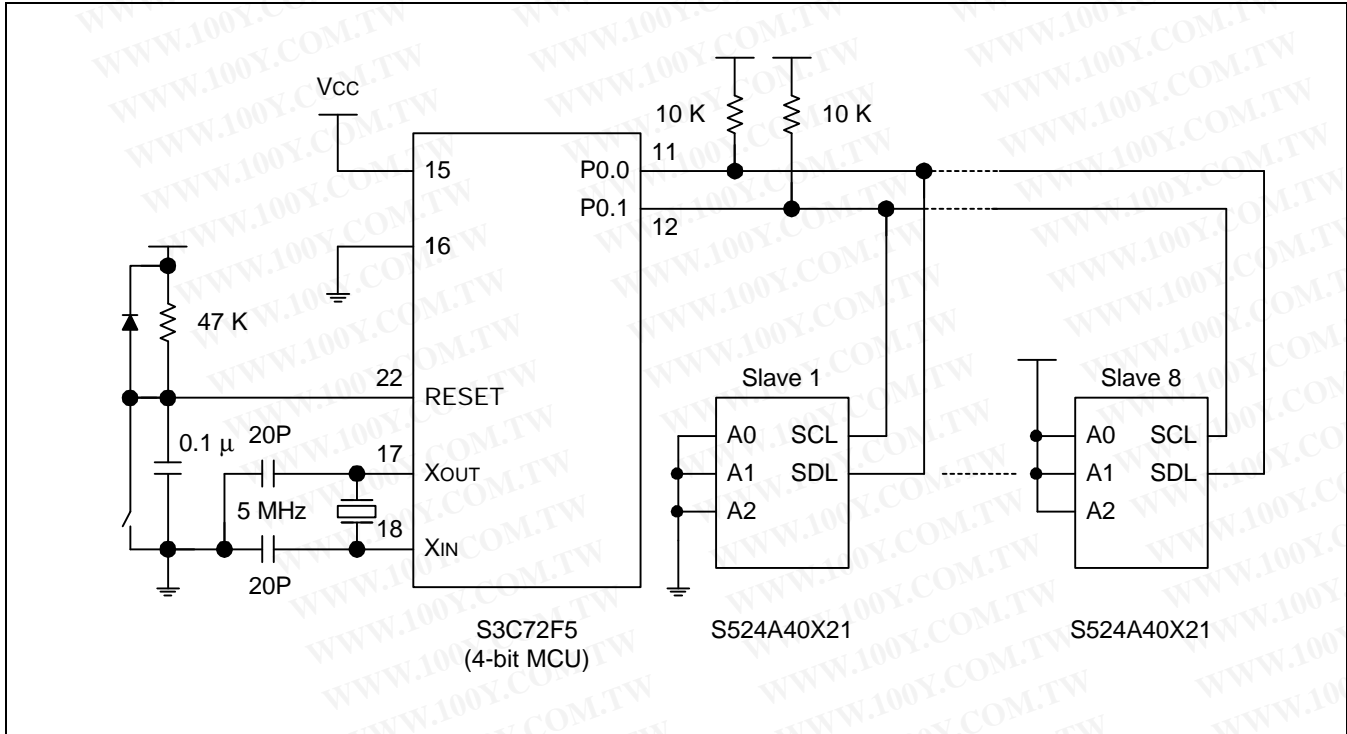 WWW.100Y.COM.TW
Vcc
10 K
10 K
15
P0.0
11
P0.1
12
16
47 K
22
RESET
0.1 µ
20P
17
XOUT
5 MHz
18
XIN
20P
S3C72F5
(4-bit MCU)
Slave 1
A0
SCL
A1
SDL
A2
S524A40X21
Slave 8
A0
SCL
A1
SDL
A2
S524A40X21